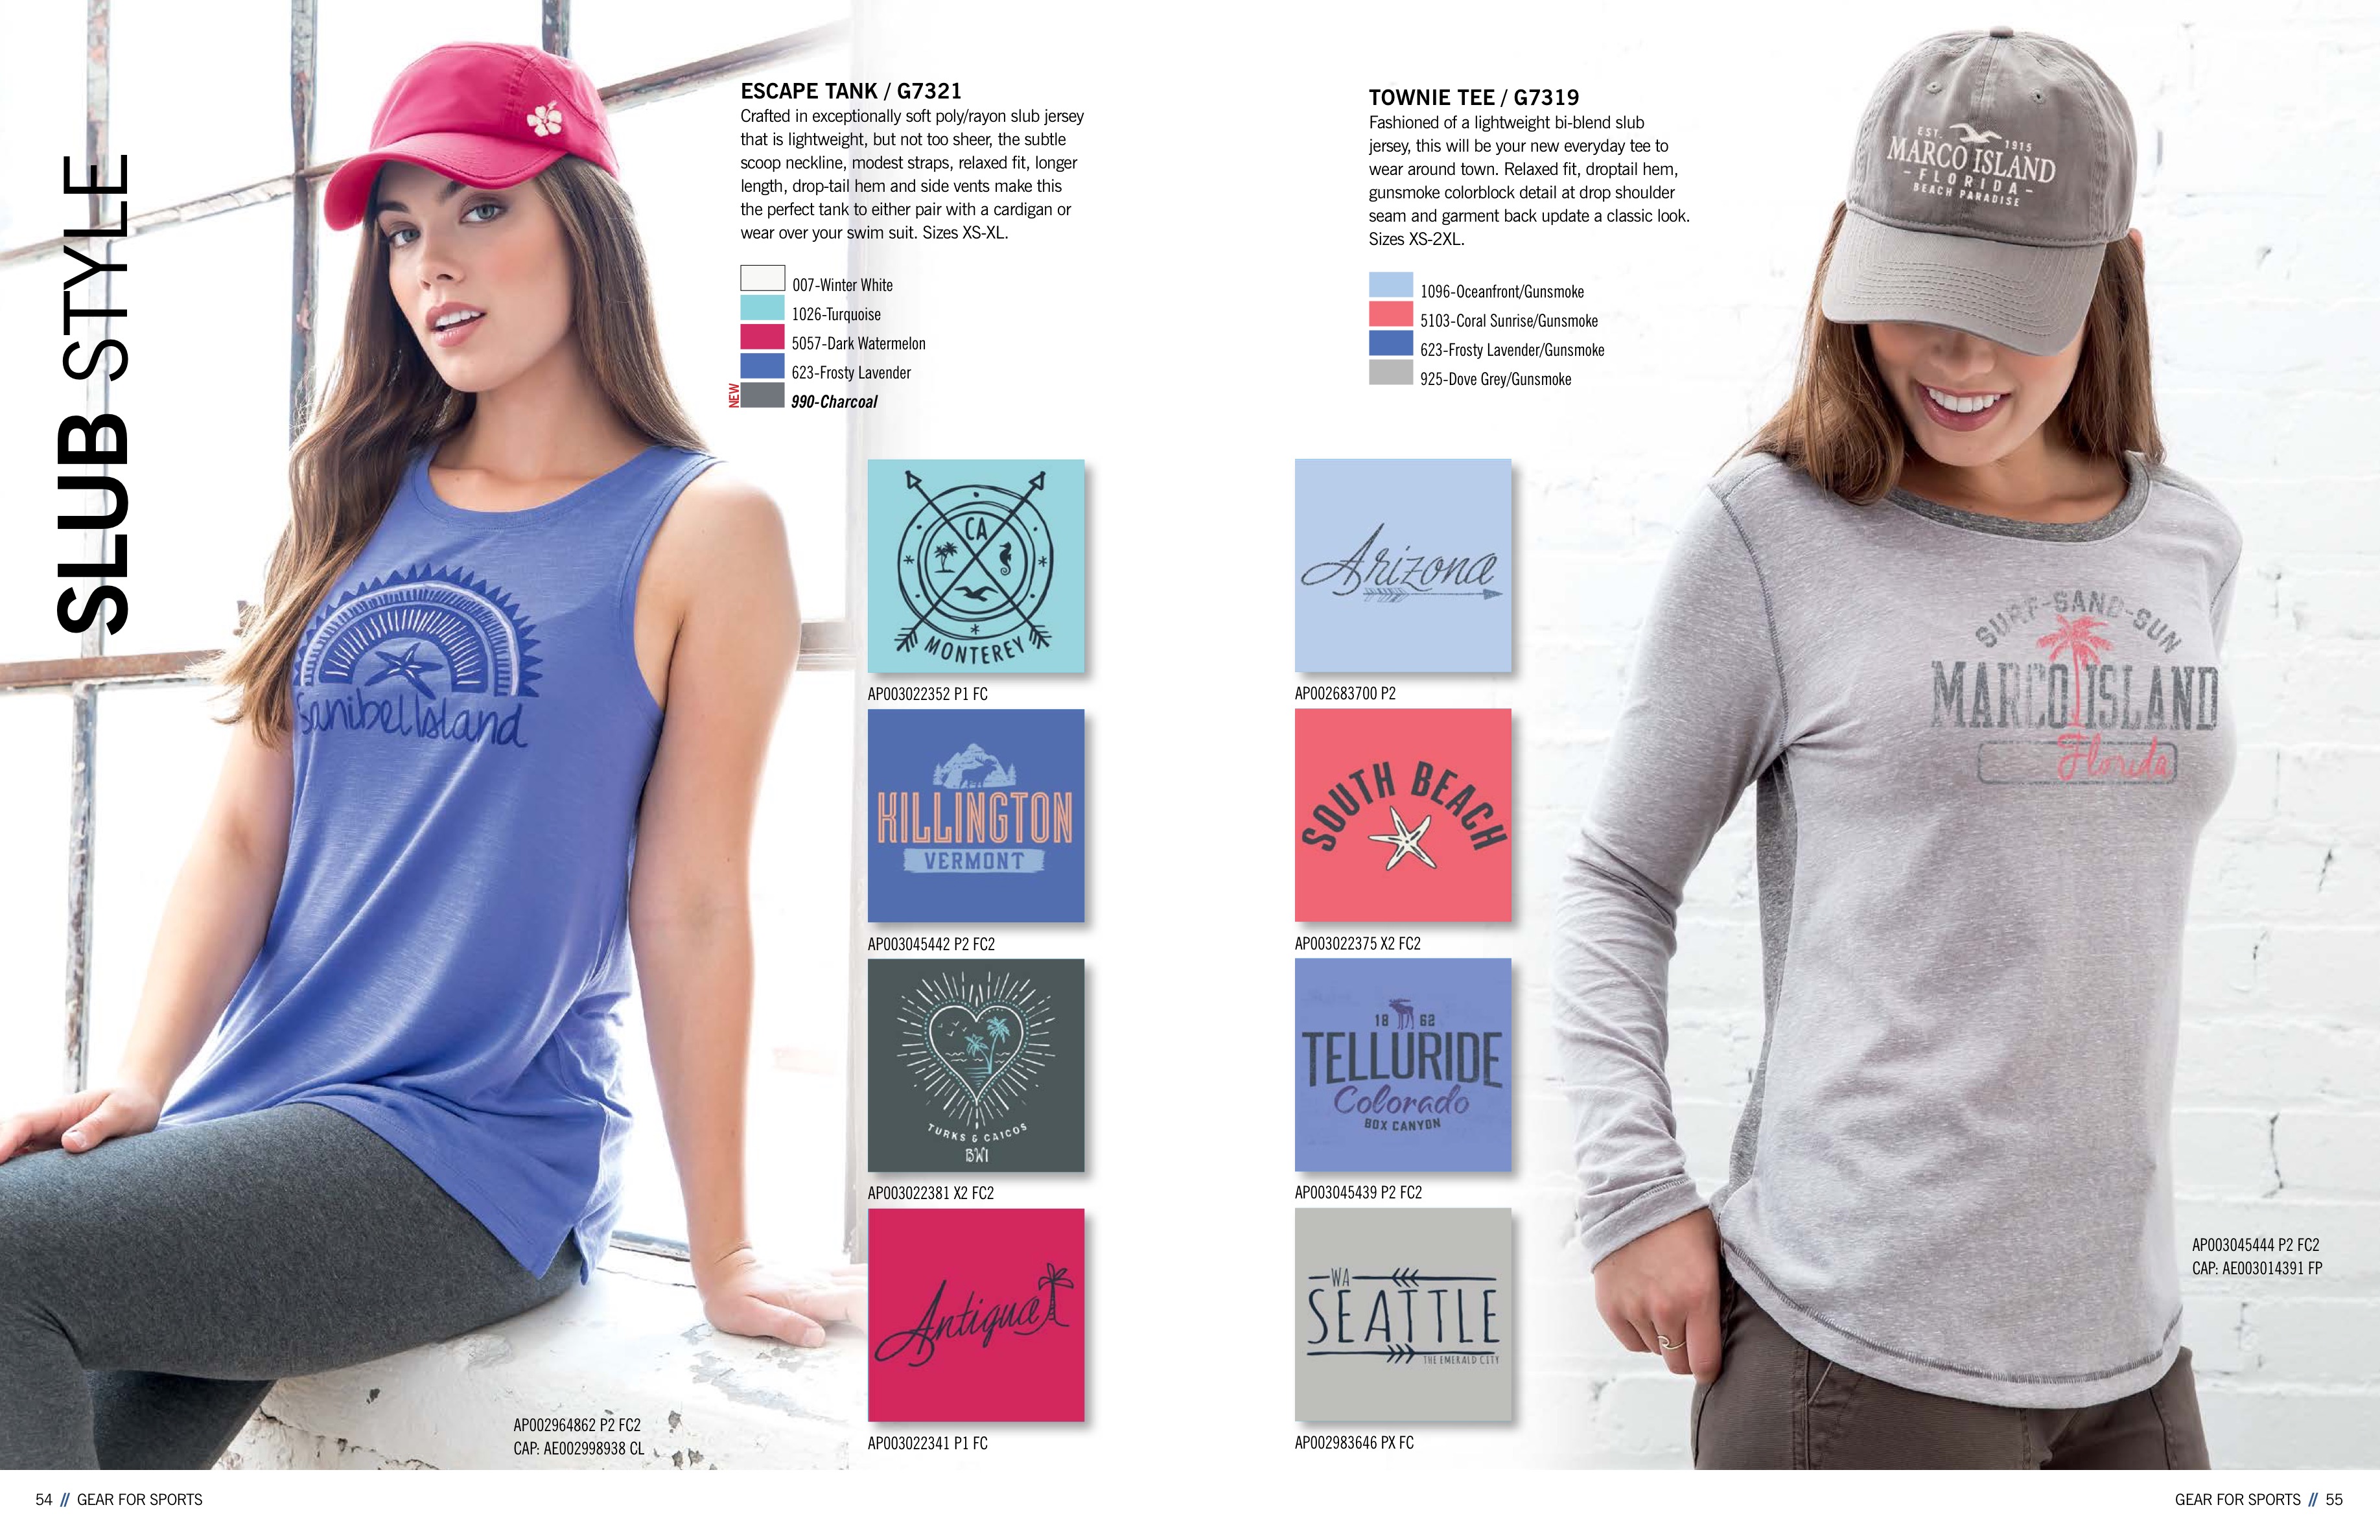 SLUB STYLE
ESCAPE TANK / G7321
Crafted in exceptionally soft poly/rayon slub jersey
that is lightweight, but not too sheer, the subtle
scoop neckline, modest straps, relaxed fit, longer
length, drop-tail hem and side vents make this
the perfect tank to either pair with a cardigan or
wear over your swim suit. Sizes XS-XL.
007-Winter White
1026-Turquoise
5057-Dark Watermelon
623-Frosty Lavender
NEW
990-Charcoal
Sanibel Island
CA
MONTEREY
AP003022352 P1 FC
KILLINGTON
VERMONT
AP003045442 P2 FC2
TURKS & CAICOS
BWI
AP003022381 X2 FC2
Antigua
AP003022341 P1 FC
AP002964862 P2 FC2
CAP: AE002998938 CL
54 // GEAR FOR SPORTS
TOWNIE TEE / G7319
Fashioned of a lightweight bi-blend slub
jersey, this will be your new everyday tee to
wear around town. Relaxed fit, droptail hem,
gunsmoke colorblock detail at drop shoulder
seam and garment back update a classic look.
Sizes XS-2XL.
1096-Oceanfront/Gunsmoke
5103-Coral Sunrise/Gunsmoke
623-Frosty Lavender/Gunsmoke
925-Dove Grey/Gunsmoke
Arizona
AP002683700 P2
SOUTH BEACH
AP003022375 X2 FC2
18 62
TELLURIDE
Colorado
BOX CANYON
AP003045439 P2 FC2
WA
SEATTLE
THE EMERALD CITY
AP002983646 PX FC
EST. 1915
MARCO ISLAND
-FLORIDA-
BEACH PARADISE
SURF-SAND-SUN
MARCO ISLAND
Florida
AP003045444 P2 FC2
CAP: AE003014391 FP
GEAR FOR SPORTS // 55